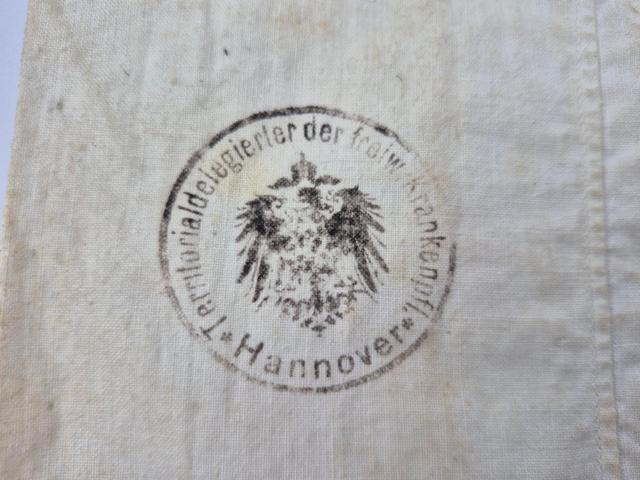 Territorialdelegierter der freiw. Krankenpfl.
*Hannover*